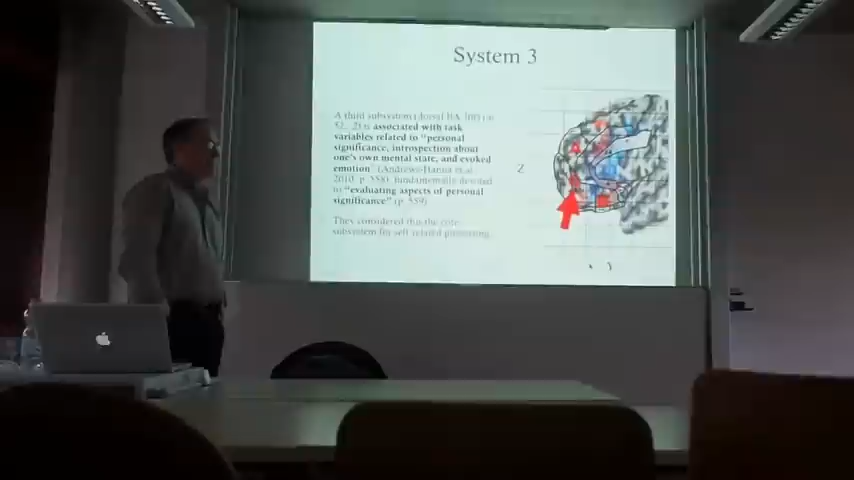 System 3
A third subsystem (dorsal BA 10
52, 2) is associated with task
variables related to "personal
significance, introspection about
one's own mental state, and evoked
emotion" (Andrews-Hanna et al
2010, p. 558) fundamentally devoted
to "evaluating aspects of personal
significance" (p. 559)
They considered this the core
subsystem for self-related processing
Z